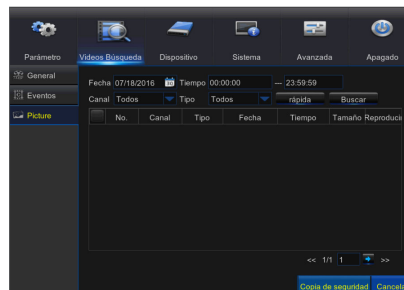 Parámetro Videos Búsqueda Dispositivo Sistema Avanzada Apagado
General
Eventos
Picture
Fecha 07/18/2016 Tiempo 00:00:00 — 23:59:59
Canal Todos Tipo Todos rápida Buscar
No. Canal Tipo Fecha Tiempo Tamaño Reproducir
<< 1/1 1 >>
Copia de seguridad Cancela